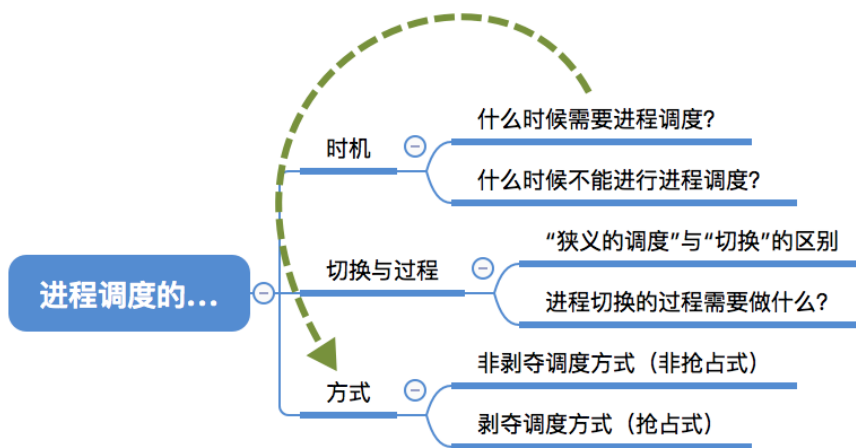 什么时候需要进程调度？
时机
什么时候不能进行进程调度？
“狭义的调度”与“切换”的区别
切换与过程
进程调度的...
进程切换的过程需要做什么？
非剥夺调度方式（非抢占式）
方式
剥夺调度方式（抢占式）